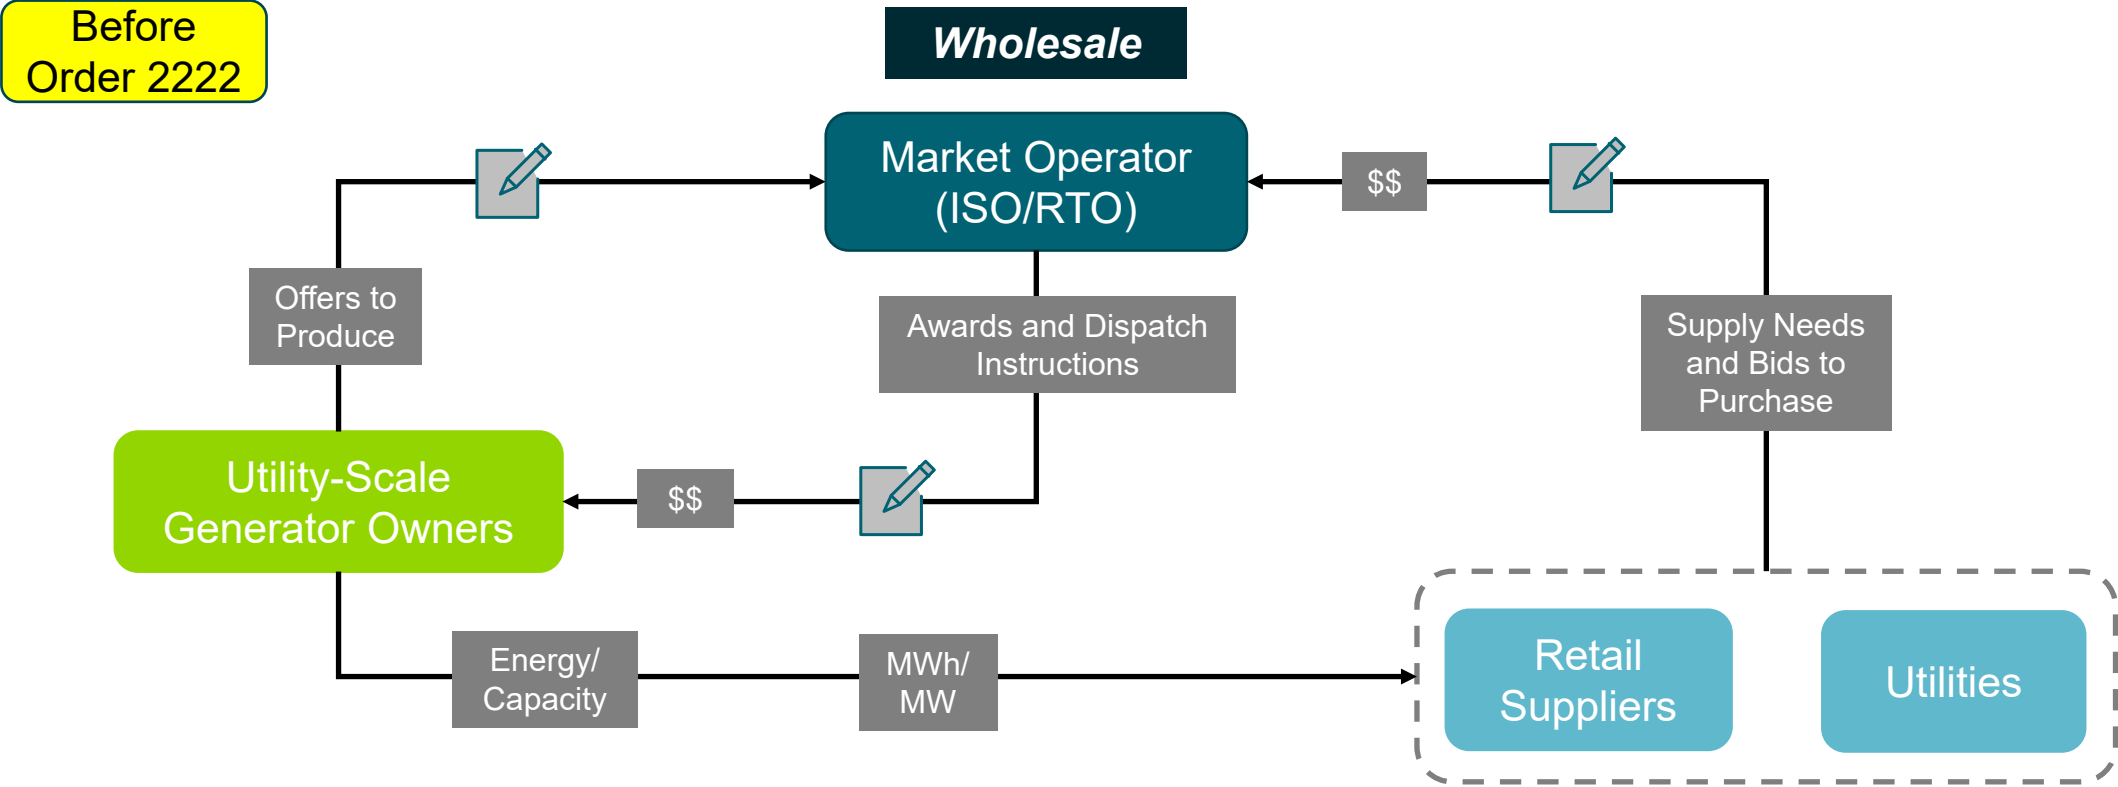 Before
Order 2222
Wholesale
Market Operator
(ISO/RTO)
$$
Offers to
Produce
Awards and Dispatch
Instructions
Supply Needs
and Bids to
Purchase
Utility-Scale
Generator Owners
$$
Energy/
Capacity
MWh/
MW
Retail
Suppliers
Utilities